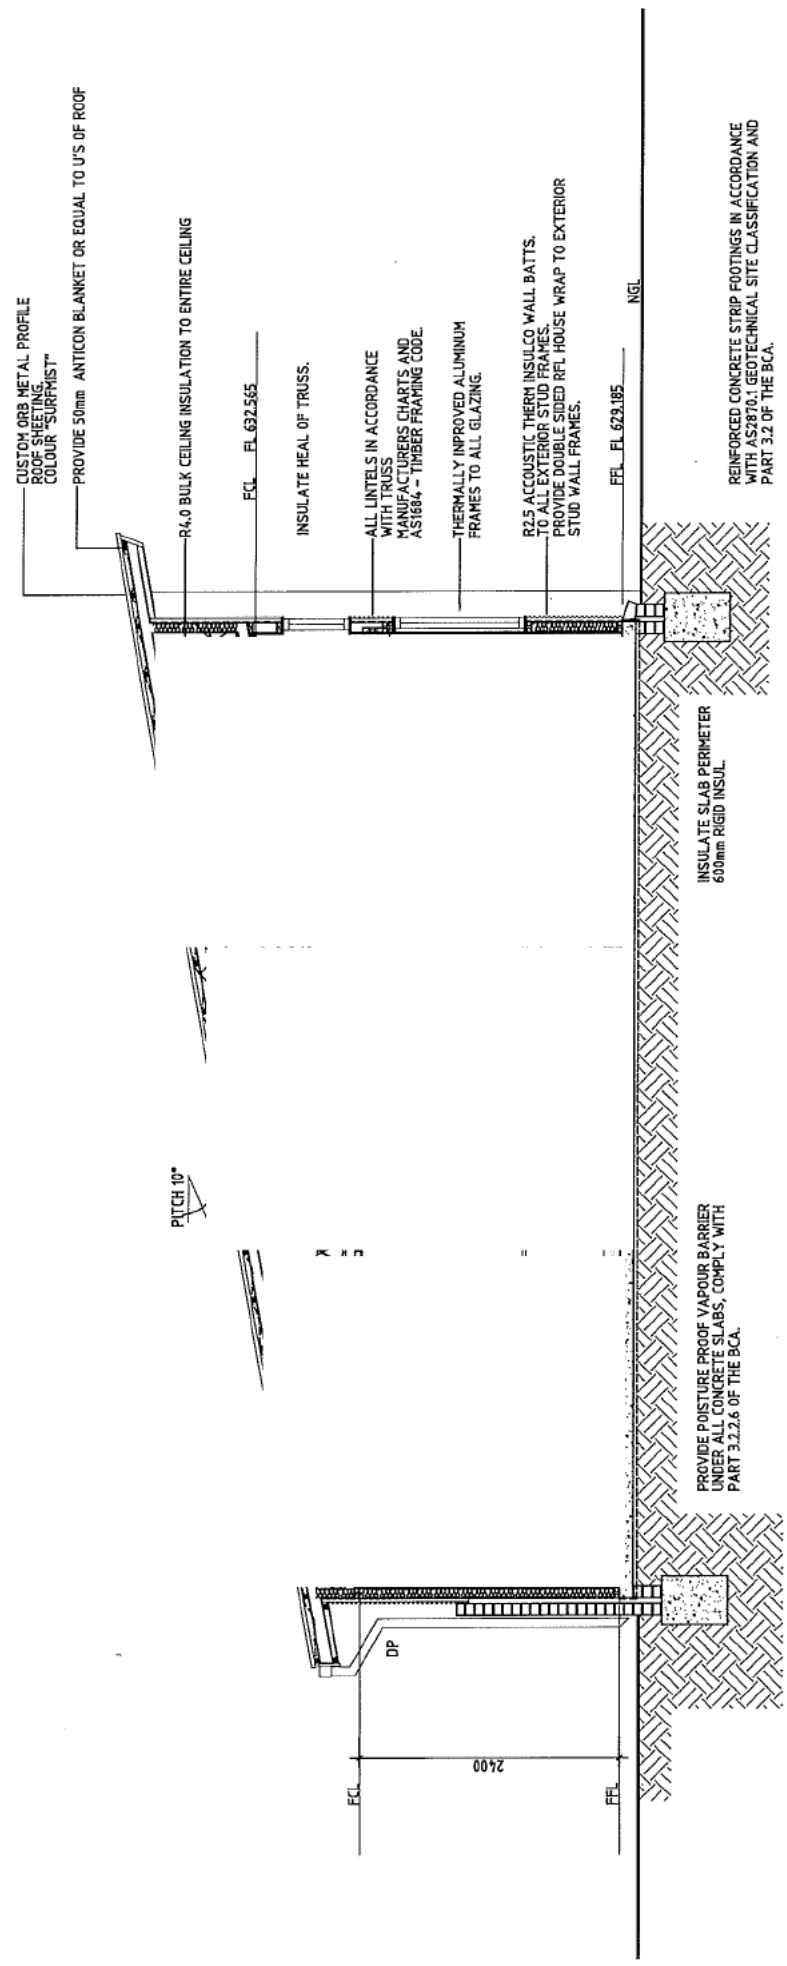 CUSTOM ORB METAL PROFILE
ROOF SHEETING.
COLOUR "SURFMIST"
PROVIDE 50mm ANTICON BLANKET OR EQUAL TO U'S OF ROOF
R4.0 BULK CEILING INSULATION TO ENTIRE CEILING
FCL FL 632.565
INSULATE HEAL OF TRUSS.
ALL LINTELS IN ACCORDANCE
WITH TRUSS
MANUFACTURERS CHARTS AND
AS1684 - TIMBER FRAMING CODE.
THERMALLY INPROVED ALUMINUM
FRAMES TO ALL GLAZING.
R2.5 ACCOUSTIC THERM INSULCO WALL BATTS.
TO ALL EXTERIOR STUD FRAMES.
PROVIDE DOUBLE SIDED RFL HOUSE WRAP TO EXTERIOR
STUD WALL FRAMES.
FFL FL 629.185
NGL
REINFORCED CONCRETE STRIP FOOTINGS IN ACCORDANCE
WITH AS2870.1 GEOTECHNICAL SITE CLASSIFICATION AND
PART 3.2 OF THE BCA.
INSULATE SLAB PERIMETER
600mm RIGID INSUL.
PITCH 10°
PROVIDE POISTURE PROOF VAPOUR BARRIER
UNDER ALL CONCRETE SLABS, COMPLY WITH
PART 3.2.2.6 OF THE BCA.
DP
FCL
2400
FFL